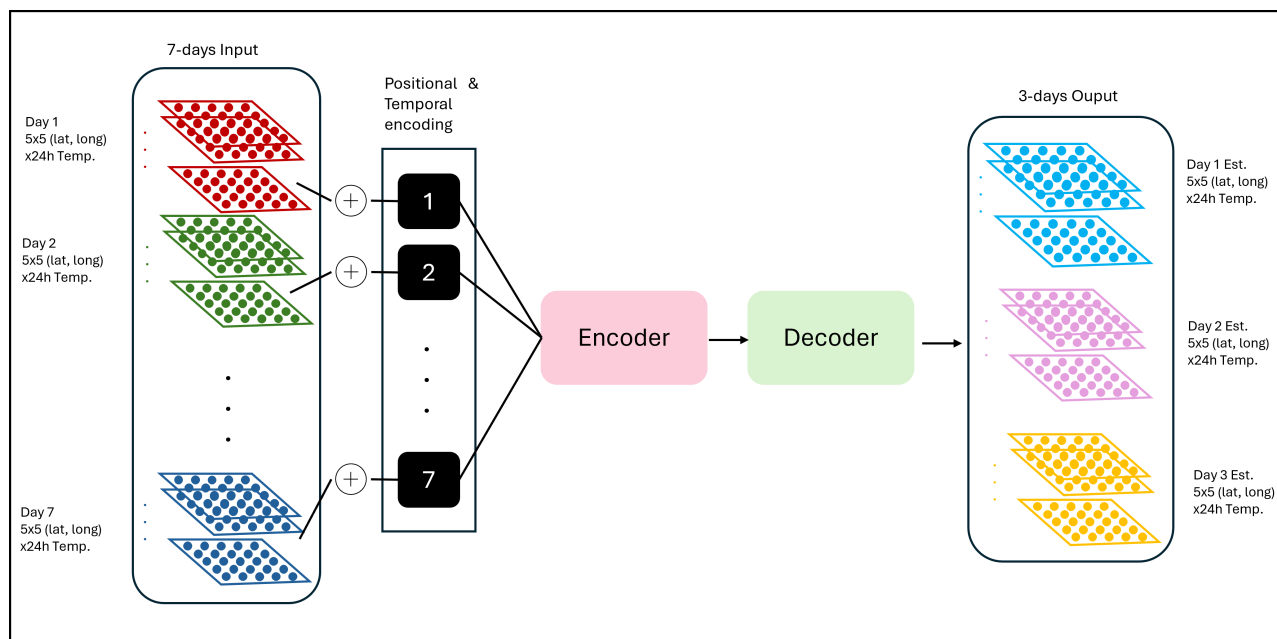 7-days Input
Day 1
5x5 (lat, long)
x24h Temp.
Day 2
5x5 (lat, long)
x24h Temp.
Day 7
5x5 (lat, long)
x24h Temp.
Positional &
Temporal
encoding
+
1
+
2
+
7
Encoder
Decoder
3-days Ouput
Day 1 Est.
5x5 (lat, long)
x24h Temp.
Day 2 Est.
5x5 (lat, long)
x24h Temp.
Day 3 Est.
5x5 (lat, long)
x24h Temp.